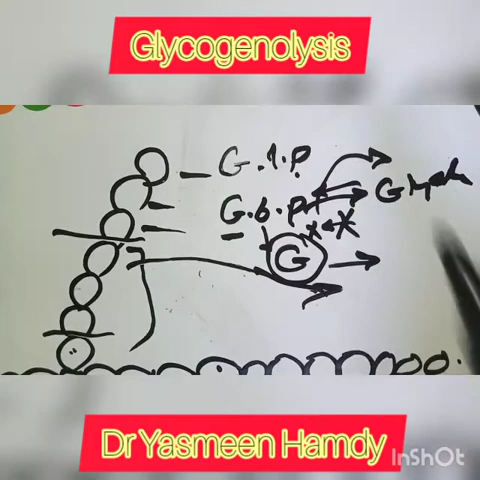 Glycogenolysis
G.1.P
G.6.P
G
Dr Yasmeen Hamdy
InShOt